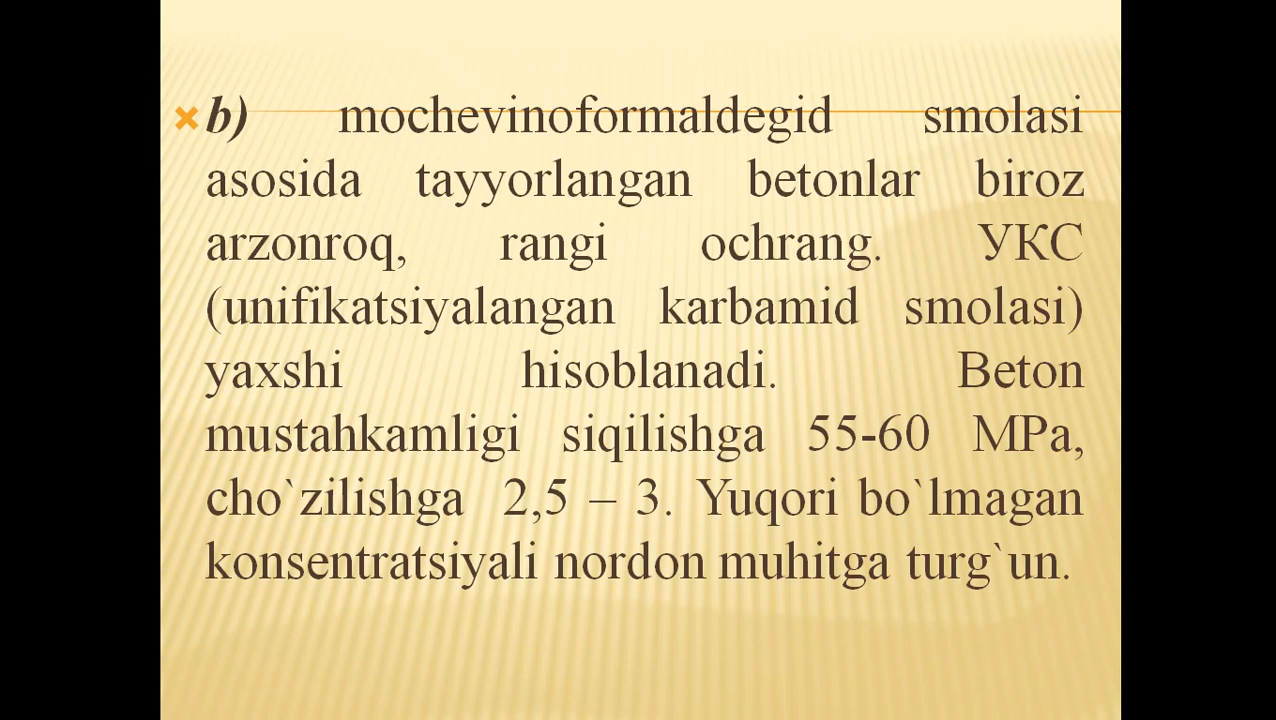 b) mochevinoformaldegid smolasi
asosida tayyorlangan betonlar biroz
arzonroq, rangi ochrang. УКС
(unifikatsiyalangan karbamid smolasi)
yaxshi hisoblanadi. Beton
mustahkamligi siqilishga 55-60 MPa,
cho`zilishga 2,5 – 3. Yuqori bo`lmagan
konsentratsiyali nordon muhitga turg`un.